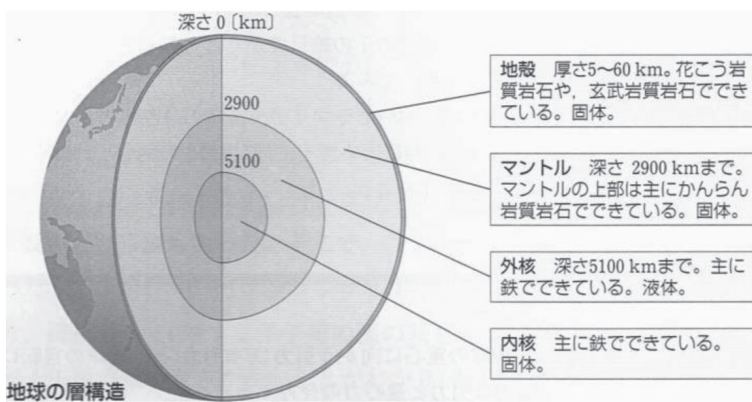 深さ 0 〔km〕
2900
5100
地殻 厚さ5〜60 km。花こう岩
質岩石や，玄武岩質岩石ででき
ている。固体。
マントル 深さ 2900 kmまで。
マントルの上部は主にかんらん
岩質岩石でできている。固体。
外核 深さ5100 kmまで。主に
鉄でできている。液体。
内核 主に鉄でできている。
固体。
地球の層構造